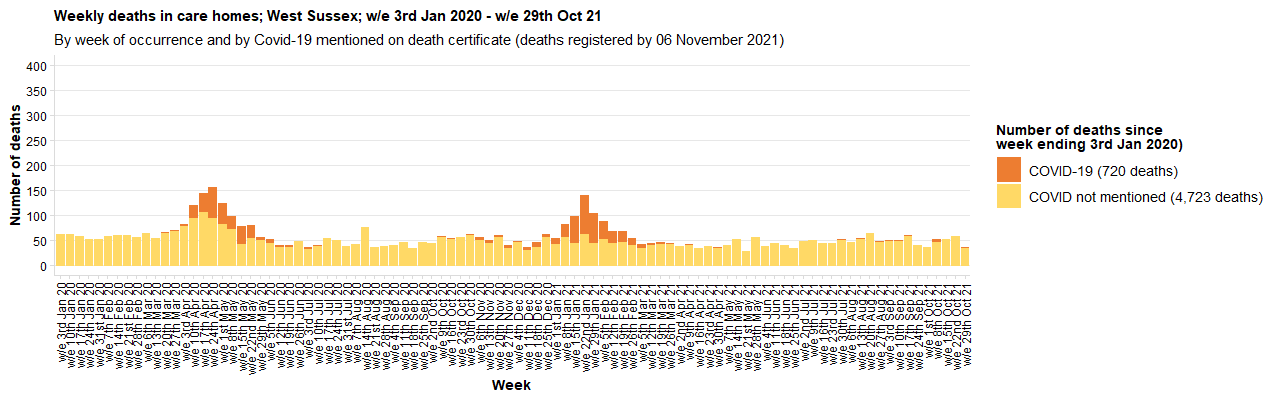 Weekly deaths in care homes; West Sussex; w/e 3rd Jan 2020 - w/e 29th Oct 21
By week of occurrence and by Covid-19 mentioned on death certificate (deaths registered by 06 November 2021)
Number of deaths
400
350
300
250
200
150
100
50
0
w/e 3rd Jan 20
w/e 10th Jan 20
w/e 17th Jan 20
w/e 24th Jan 20
w/e 31st Jan 20
w/e 7th Feb 20
w/e 14th Feb 20
w/e 21st Feb 20
w/e 28th Feb 20
w/e 6th Mar 20
w/e 13th Mar 20
w/e 20th Mar 20
w/e 27th Mar 20
w/e 3rd Apr 20
w/e 10th Apr 20
w/e 17th Apr 20
w/e 24th Apr 20
w/e 1st May 20
w/e 8th May 20
w/e 15th May 20
w/e 22nd May 20
w/e 29th May 20
w/e 5th Jun 20
w/e 12th Jun 20
w/e 19th Jun 20
w/e 26th Jun 20
w/e 3rd Jul 20
w/e 10th Jul 20
w/e 17th Jul 20
w/e 24th Jul 20
w/e 31st Jul 20
w/e 7th Aug 20
w/e 14th Aug 20
w/e 21st Aug 20
w/e 28th Aug 20
w/e 4th Sep 20
w/e 11th Sep 20
w/e 18th Sep 20
w/e 25th Sep 20
w/e 2nd Oct 20
w/e 9th Oct 20
w/e 16th Oct 20
w/e 23rd Oct 20
w/e 30th Oct 20
w/e 6th Nov 20
w/e 13th Nov 20
w/e 20th Nov 20
w/e 27th Nov 20
w/e 4th Dec 20
w/e 11th Dec 20
w/e 18th Dec 20
w/e 25th Dec 20
w/e 1st Jan 21
w/e 8th Jan 21
w/e 15th Jan 21
w/e 22nd Jan 21
w/e 29th Jan 21
w/e 5th Feb 21
w/e 12th Feb 21
w/e 19th Feb 21
w/e 26th Feb 21
w/e 5th Mar 21
w/e 12th Mar 21
w/e 19th Mar 21
w/e 26th Mar 21
w/e 2nd Apr 21
w/e 9th Apr 21
w/e 16th Apr 21
w/e 23rd Apr 21
w/e 30th Apr 21
w/e 7th May 21
w/e 14th May 21
w/e 21st May 21
w/e 28th May 21
w/e 4th Jun 21
w/e 11th Jun 21
w/e 18th Jun 21
w/e 25th Jun 21
w/e 2nd Jul 21
w/e 9th Jul 21
w/e 16th Jul 21
w/e 23rd Jul 21
w/e 30th Jul 21
w/e 6th Aug 21
w/e 13th Aug 21
w/e 20th Aug 21
w/e 27th Aug 21
w/e 3rd Sep 21
w/e 10th Sep 21
w/e 17th Sep 21
w/e 24th Sep 21
w/e 1st Oct 21
w/e 8th Oct 21
w/e 15th Oct 21
w/e 22nd Oct 21
w/e 29th Oct 21
Week
Number of deaths since
week ending 3rd Jan 2020)
COVID-19 (720 deaths)
COVID not mentioned (4,723 deaths)